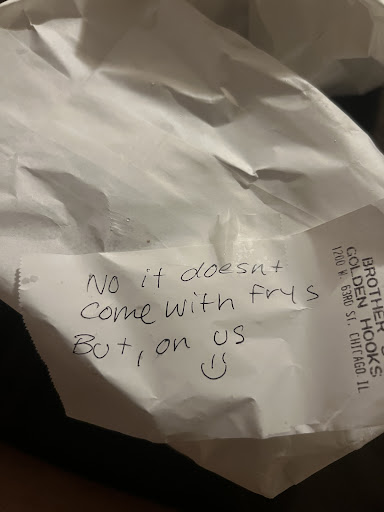 No it doesnt
come with frys
But, on us
BROTHER
GOLDEN HOOKS
1200 W. 63RD ST. CHICAGO IL